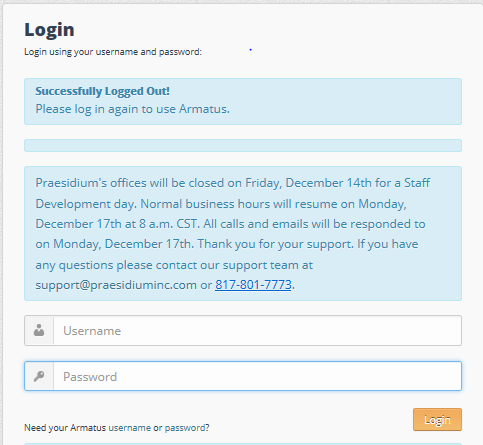 Login
Login using your username and password:
Successfully Logged Out!
Please log in again to use Armatus.
Praesidium's offices will be closed on Friday, December 14th for a Staff
Development day. Normal business hours will resume on Monday,
December 17th at 8 a.m. CST. All calls and emails will be responded to
on Monday, December 17th. Thank you for your support. If you have
any questions please contact our support team at
support@praesidiuminc.com or 817-801-7773.
Username
Password
Login
Need your Armatus username or password?